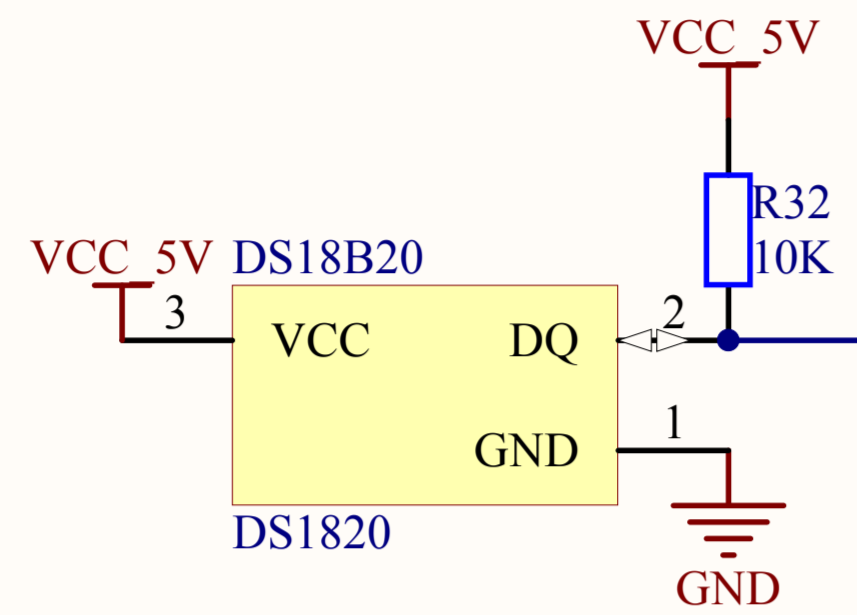 VCC_5V
R32
10K
VCC_5V
DS18B20
3
VCC
DQ
2
GND
1
DS1820
GND